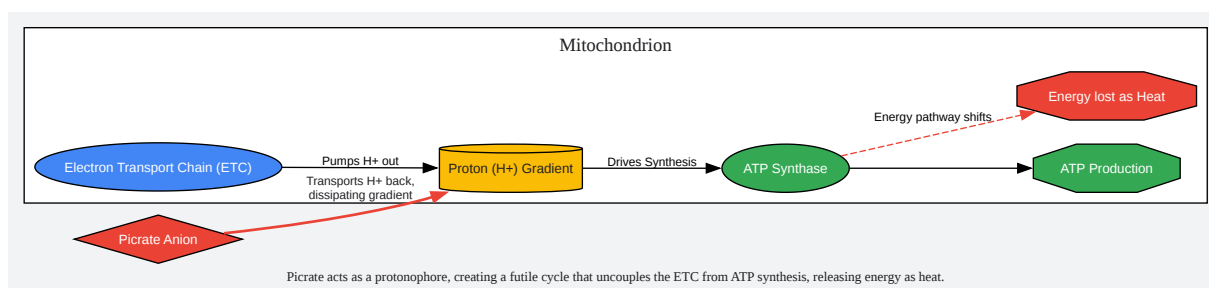 Mitochondrion
Energy lost as Heat
Energy pathway shifts
Electron Transport Chain (ETC)
Pumps H+ out
Proton (H+) Gradient
Drives Synthesis
ATP Synthase
ATP Production
Transports H+ back,
dissipating gradient
Picrate Anion
Picrate acts as a protonophore, creating a futile cycle that uncouples the ETC from ATP synthesis, releasing energy as heat.